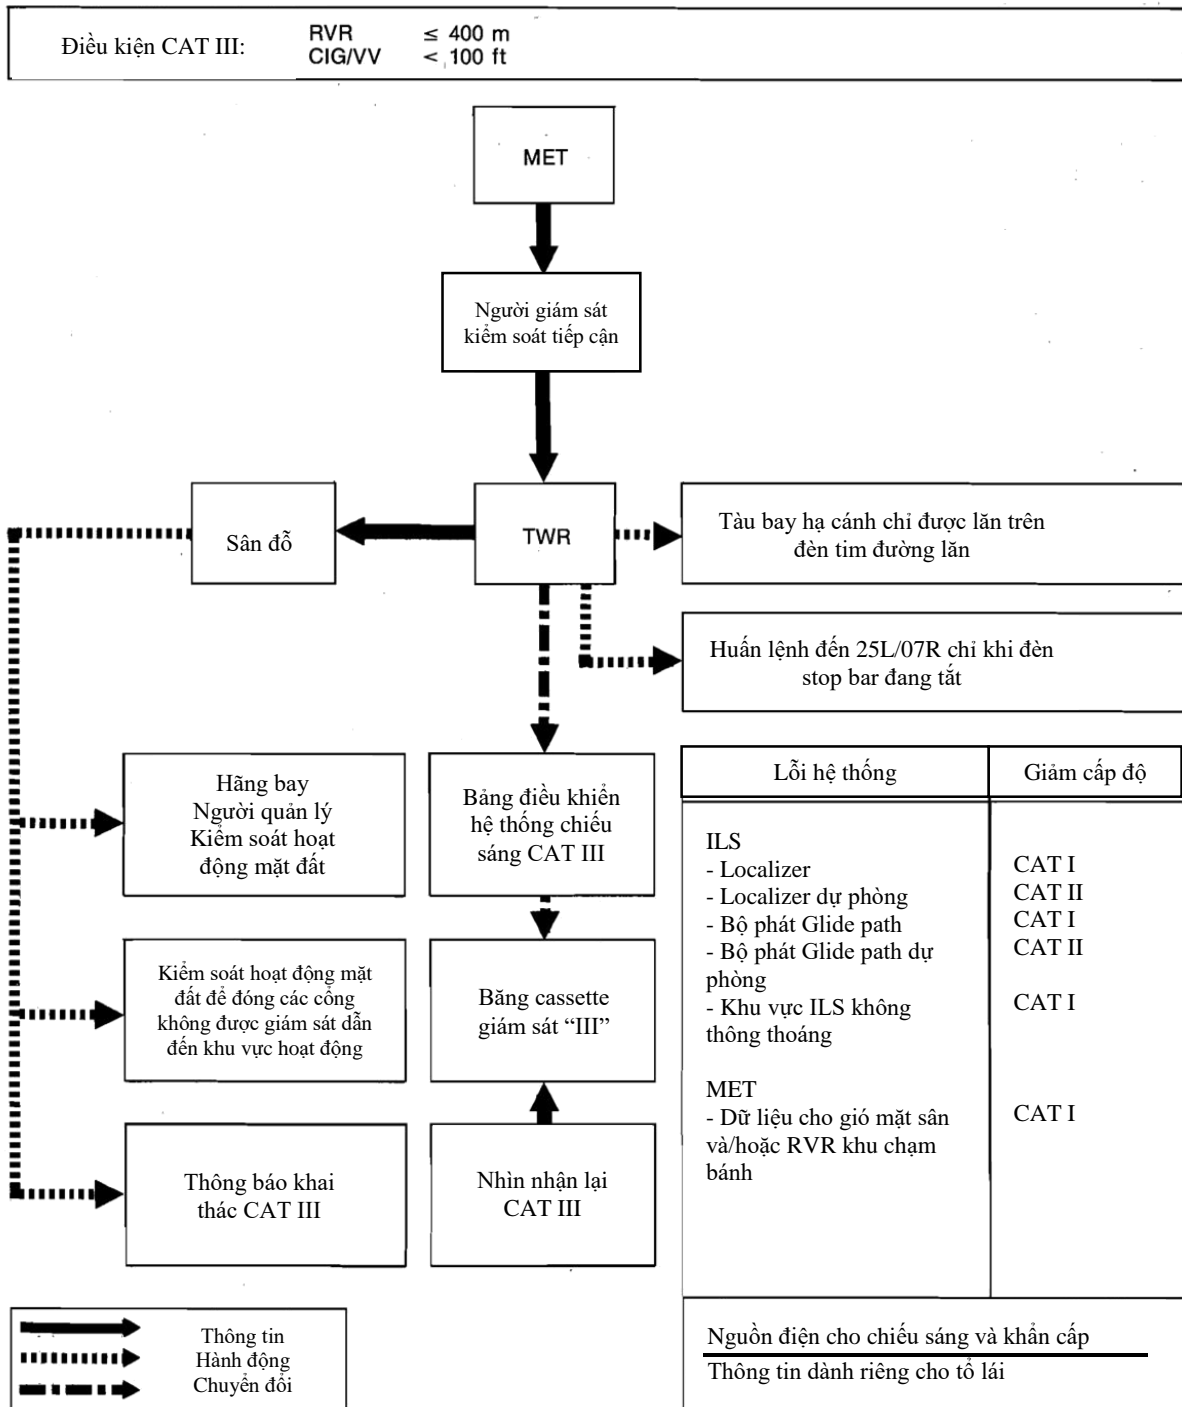 Điều kiện CAT III:
RVR ≤ 400 m
CIG/VV < 100 ft
MET
Người giám sát
kiểm soát tiếp cận
Sân đỗ
TWR
Tàu bay hạ cánh chỉ được lăn trên
đèn tim đường lăn
Huấn lệnh đến 25L/07R chỉ khi đèn
stop bar đang tắt
Hãng bay
Người quản lý
Kiểm soát hoạt
động mặt đất
Bảng điều khiển
hệ thống chiếu
sáng CAT III
Kiểm soát hoạt động mặt
đất để đóng các cổng
không được giám sát dẫn
đến khu vực hoạt động
Băng cassette
giám sát “III”
Thông báo khai
thác CAT III
Nhìn nhận lại
CAT III
Lỗi hệ thống Giảm cấp độ
ILS
- Localizer CAT I
- Localizer dự phòng CAT II
- Bộ phát Glide path CAT I
- Bộ phát Glide path dự CAT II
phòng
- Khu vực ILS không CAT I
thông thoáng
MET
- Dữ liệu cho gió mặt sân CAT I
và/hoặc RVR khu chạm
bánh
Thông tin
Hành động
Chuyển đổi
Nguồn điện cho chiếu sáng và khẩn cấp
Thông tin dành riêng cho tổ lái